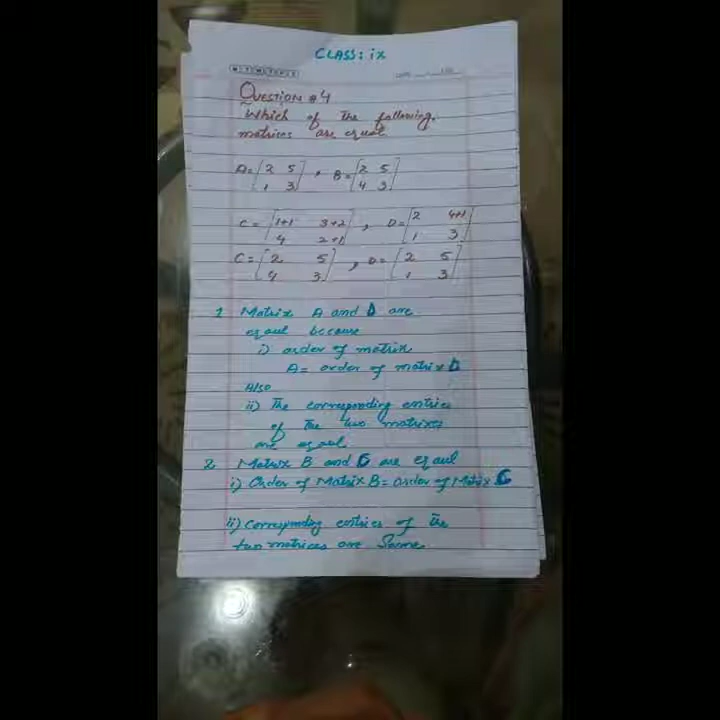 CLASS: ix
QUESTION #4
Which of the following
matrices are equal
A = [2 5 , B = [2 5
1 3] 4 3]
C = [1+1 3+2 , D = [2 4+1
4 2+1] 1 3]
C = [2 5 , D = [2 5
4 3] 1 3]
1 Matrix A and D are
eqaul because
i) order of matrix
A = order of matrix D
Also
ii) The corresponding entries
of the two matrixes
are eqaul
2 Matrix B and C are eqaul
i) Order of Matrix B = Order of Matrix C
ii) Corresponding entries of the
two matrices are Same